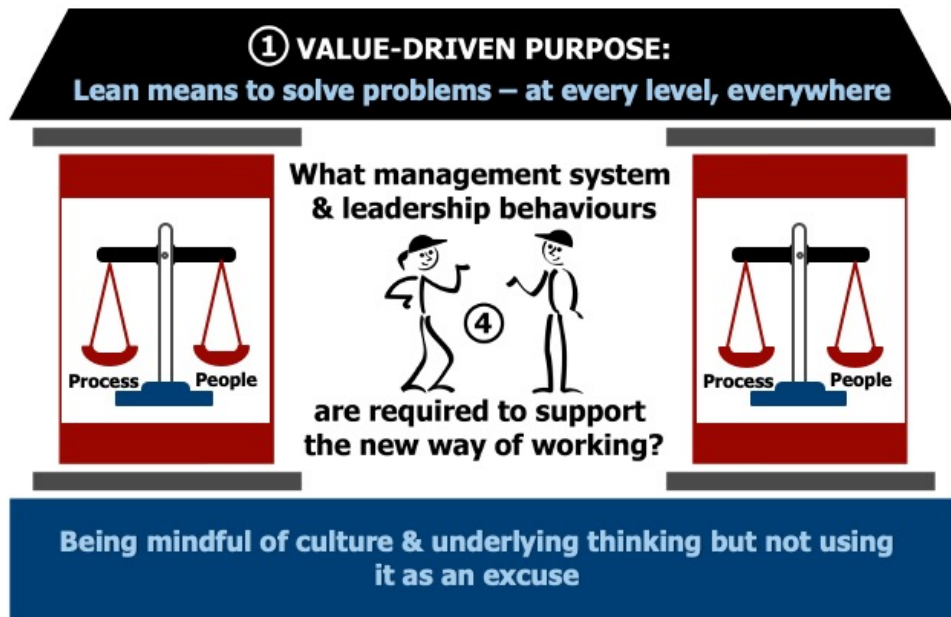 ① VALUE-DRIVEN PURPOSE:
Lean means to solve problems – at every level, everywhere
What management system
& leadership behaviours
④
are required to support
the new way of working?
Process
People
Process
People
Being mindful of culture & underlying thinking but not using
it as an excuse